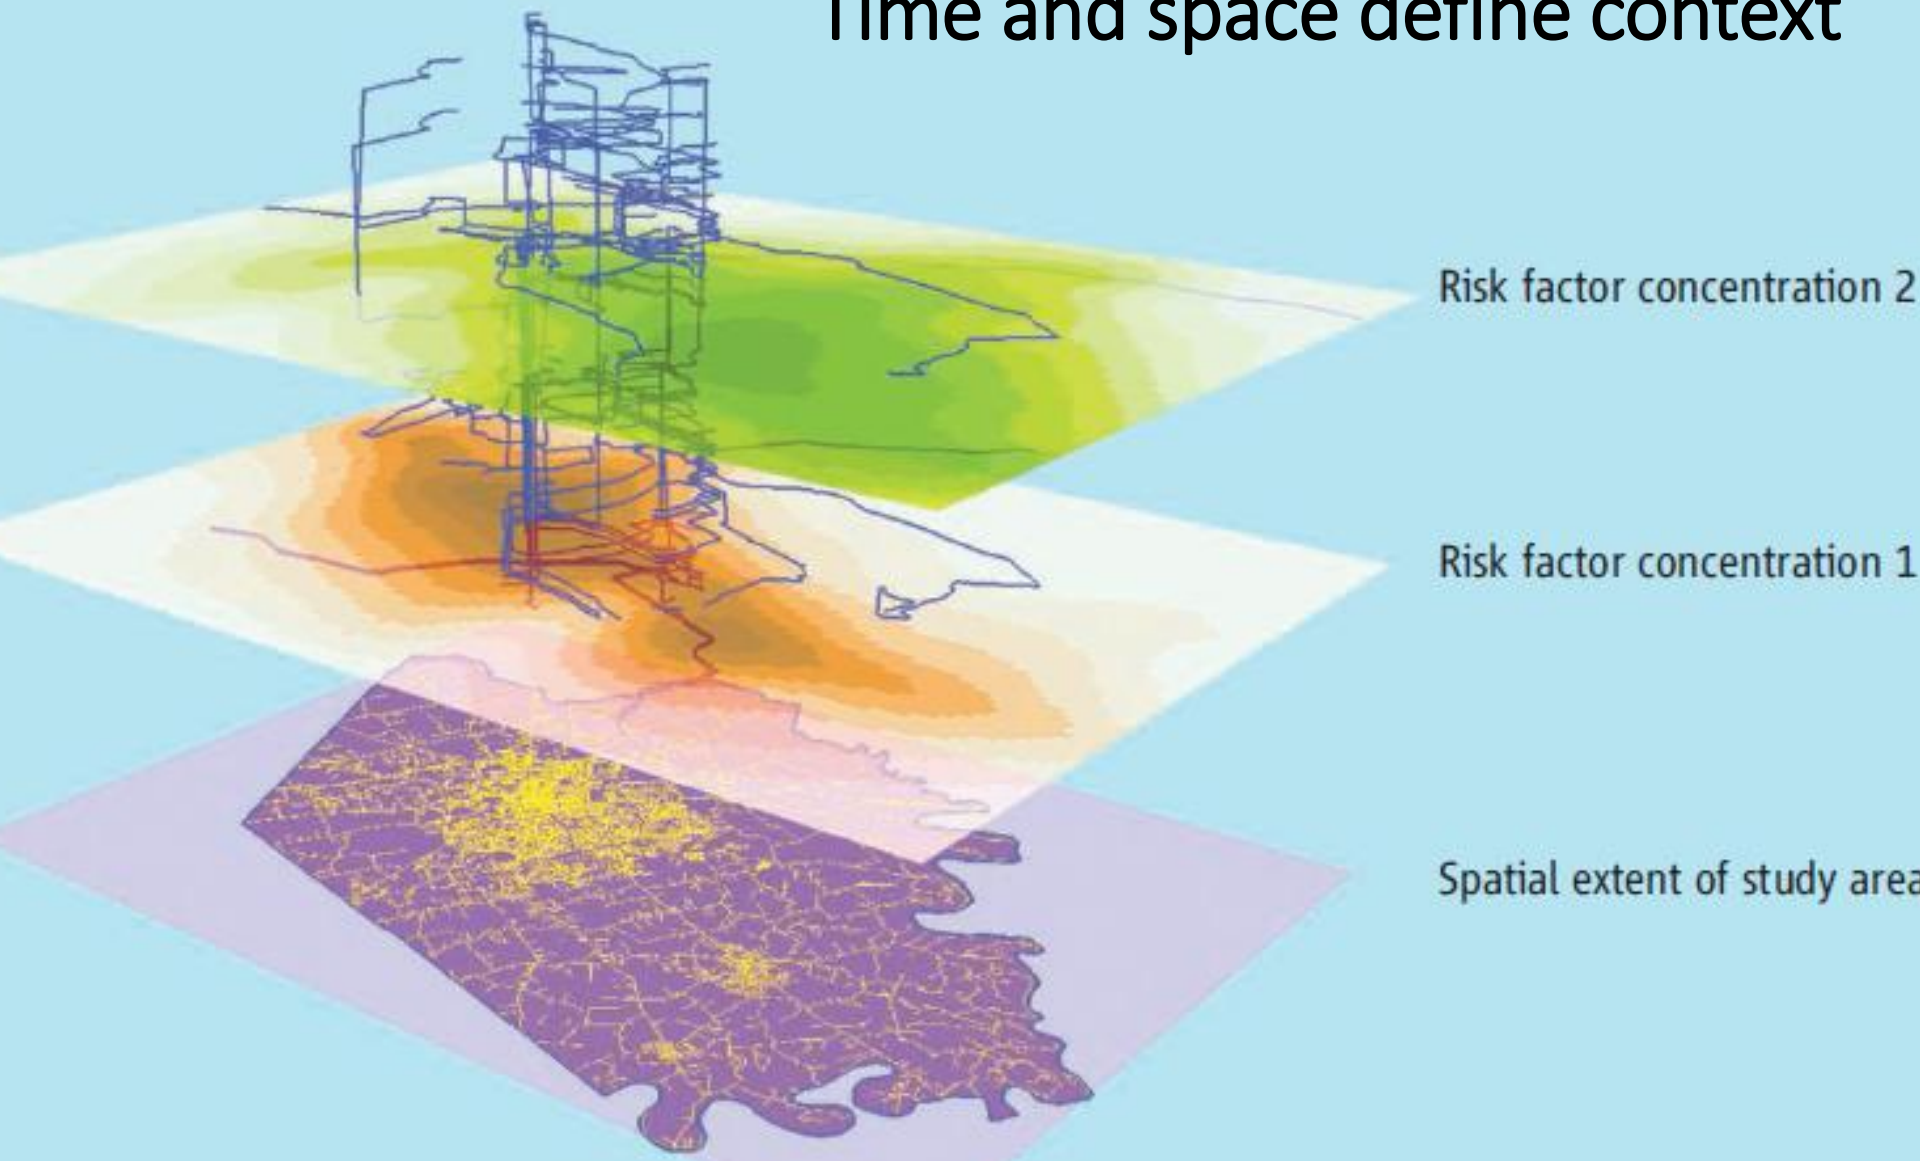 Time and space define context
Risk factor concentration 2
Risk factor concentration 1
Spatial extent of study area